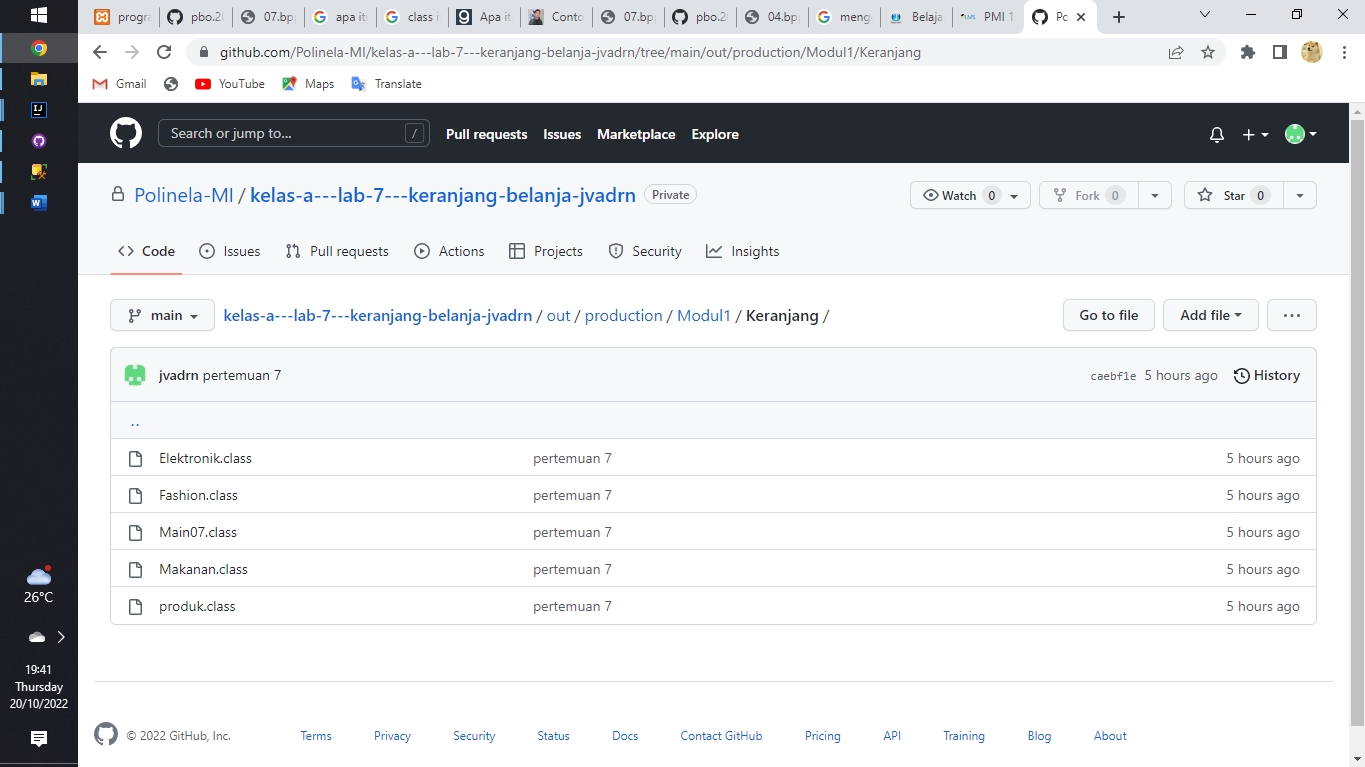 progra
pbo.2
07.bp
apa it
class i
Apa it
Conto
07.bp
pbo.2
04.bp
meng
Belaja
LMS PMI 1
Pc
github.com/Polinela-MI/kelas-a---lab-7---keranjang-belanja-jvadrn/tree/main/out/production/Modul1/Keranjang
Gmail YouTube Maps Translate
Search or jump to... / Pull requests Issues Marketplace Explore
Polinela-MI / kelas-a---lab-7---keranjang-belanja-jvadrn Private Watch 0 Fork 0 Star 0
Code Issues Pull requests Actions Projects Security Insights
main kelas-a---lab-7---keranjang-belanja-jvadrn / out / production / Modul1 / Keranjang / Go to file Add file ...
jvadrn pertemuan 7 caebf1e 5 hours ago History
..
Elektronik.class pertemuan 7 5 hours ago
Fashion.class pertemuan 7 5 hours ago
Main07.class pertemuan 7 5 hours ago
Makanan.class pertemuan 7 5 hours ago
produk.class pertemuan 7 5 hours ago
© 2022 GitHub, Inc. Terms Privacy Security Status Docs Contact GitHub Pricing API Training Blog About
IJ
W
26°C
19:41
Thursday
20/10/2022